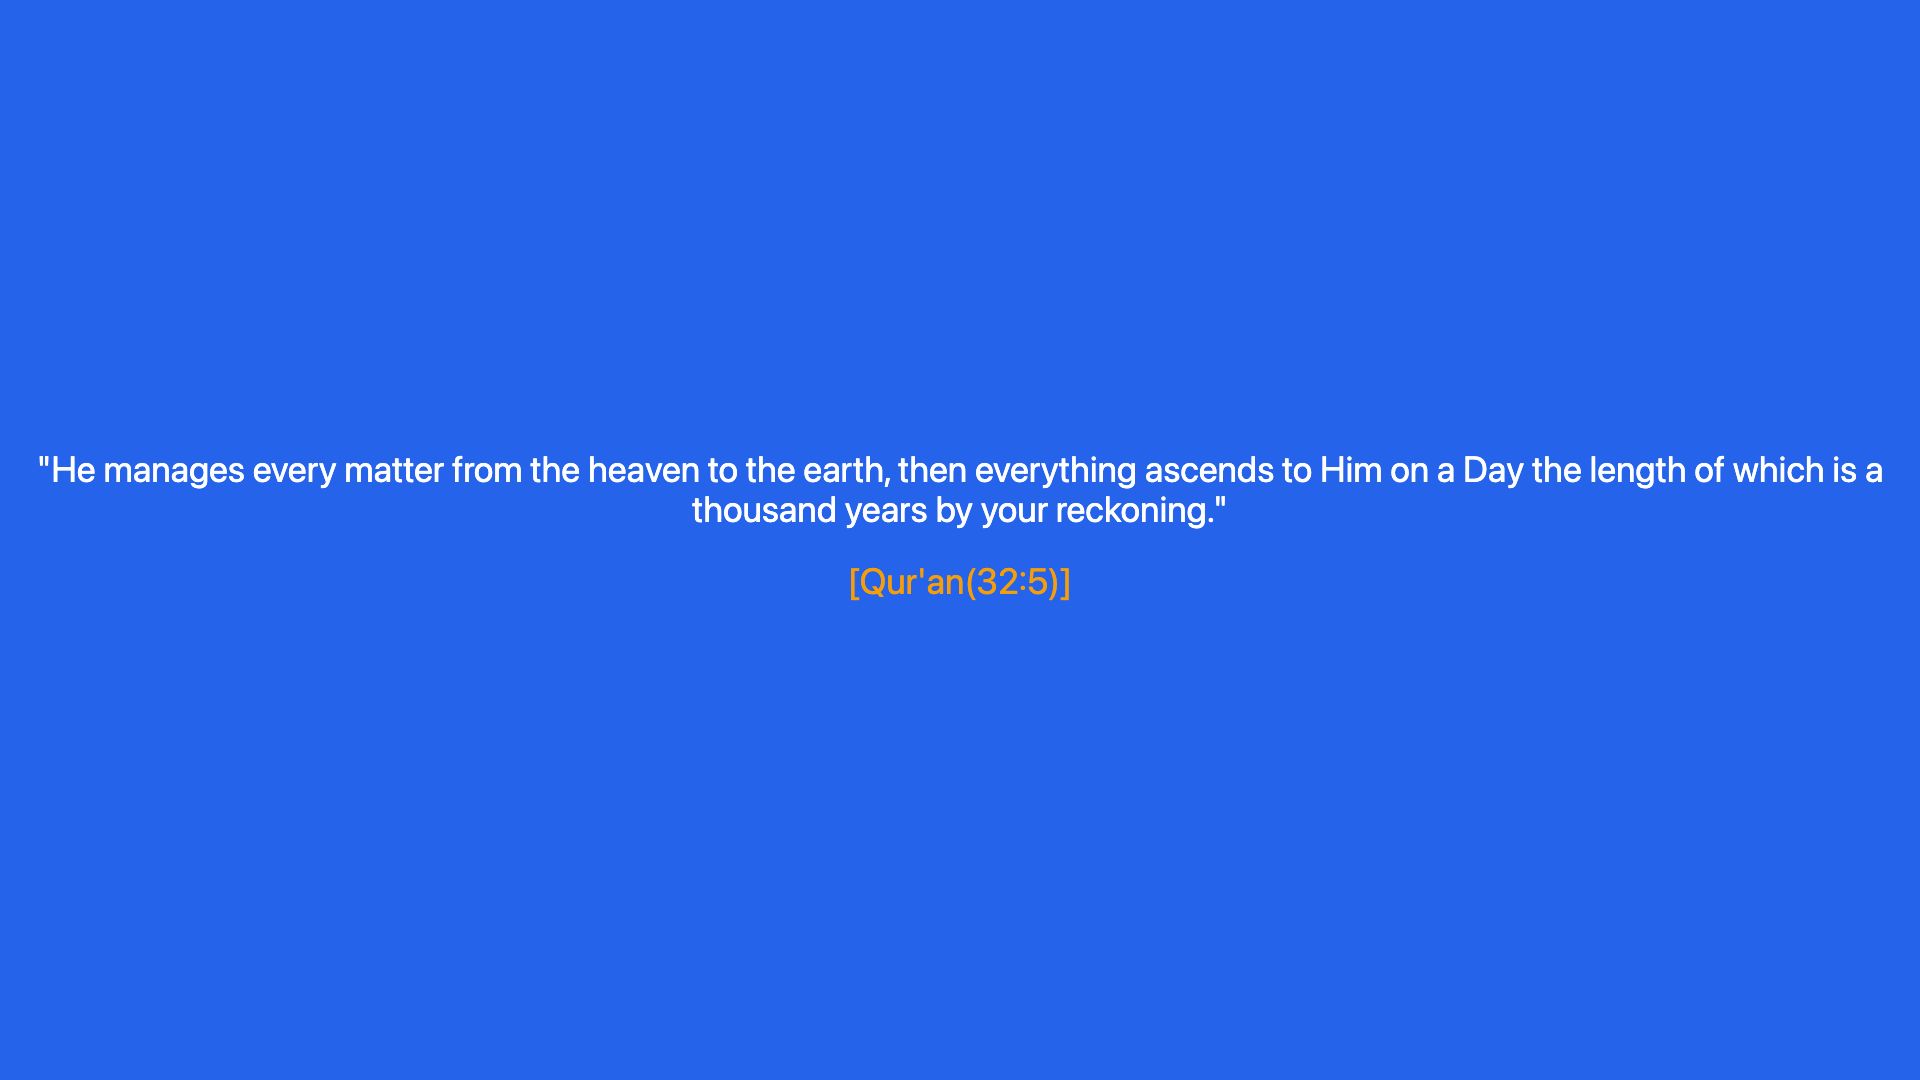 "He manages every matter from the heaven to the earth, then everything ascends to Him on a Day the length of which is a
thousand years by your reckoning."
[Qur'an(32:5)]